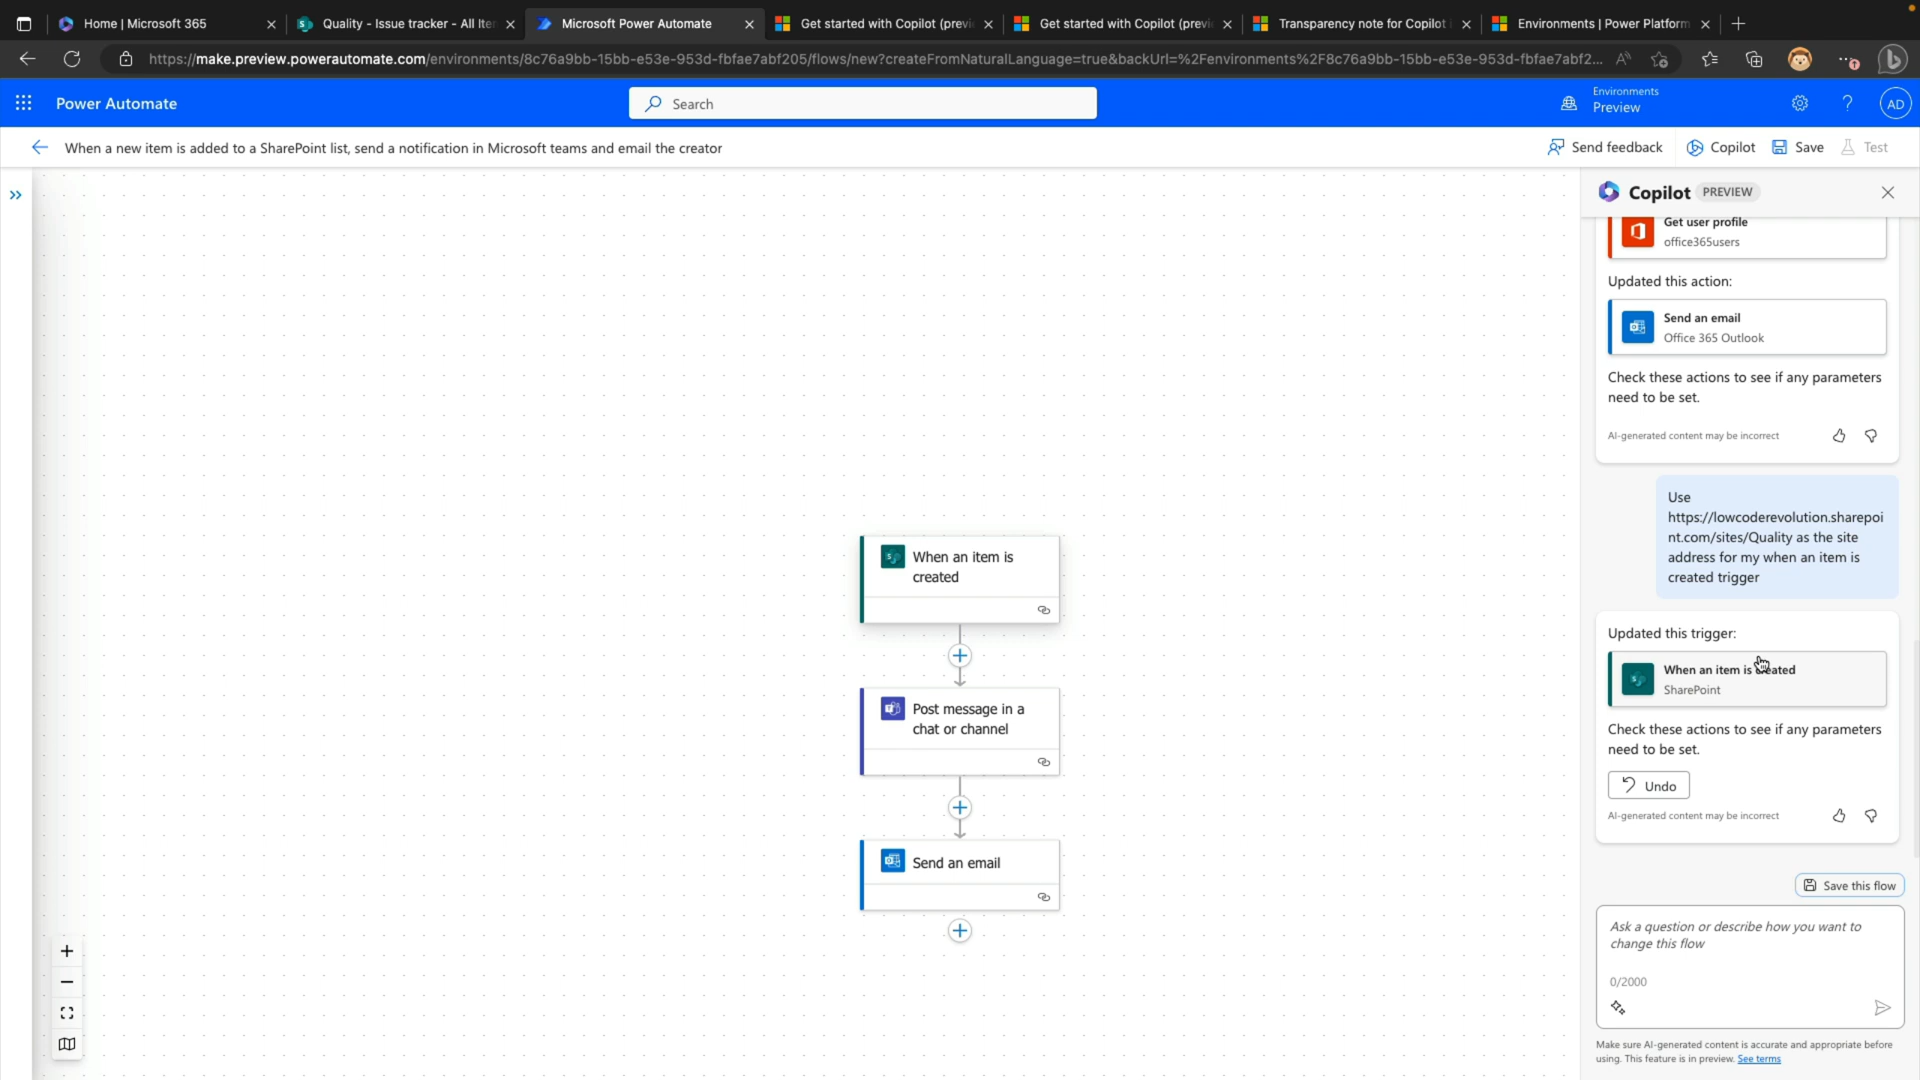 Home | Microsoft 365
Quality - Issue tracker - All Ite
Microsoft Power Automate
Get started with Copilot (previ
Get started with Copilot (previ
Transparency note for Copilot
Environments | Power Platform
https://make.preview.powerautomate.com/environments/8c76a9bb-15bb-e53e-953d-fbfae7abf205/flows/new?createFromNaturalLanguage=true&backUrl=%2Fenvironments%2F8c76a9bb-15bb-e53e-953d-fbfae7abf2...
Power Automate
Search
Environments
Preview
AD
When a new item is added to a SharePoint list, send a notification in Microsoft teams and email the creator
Send feedback
Copilot
Save
Test
Copilot PREVIEW
Get user profile
office365users
Updated this action:
Send an email
Office 365 Outlook
Check these actions to see if any parameters
need to be set.
AI-generated content may be incorrect
Use
https://lowcoderevolution.sharepoi
nt.com/sites/Quality as the site
address for my when an item is
created trigger
Updated this trigger:
When an item is created
SharePoint
Check these actions to see if any parameters
need to be set.
Undo
AI-generated content may be incorrect
Save this flow
Ask a question or describe how you want to
change this flow
0/2000
Make sure AI-generated content is accurate and appropriate before
using. This feature is in preview. See terms
When an item is
created
Post message in a
chat or channel
Send an email